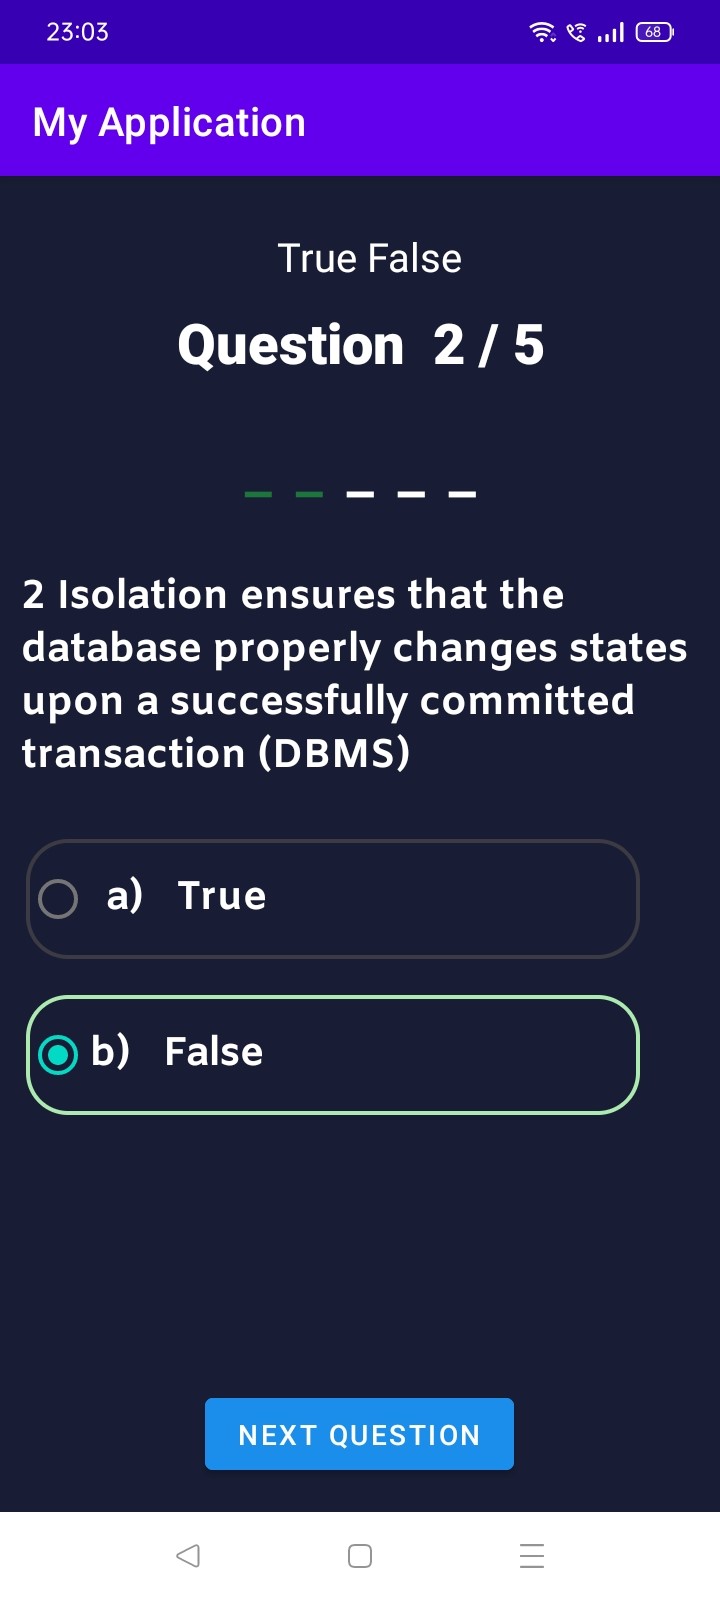 23:03
68
My Application
True False
Question 2 / 5
2 Isolation ensures that the
database properly changes states
upon a successfully committed
transaction (DBMS)
a) True
b) False
NEXT QUESTION